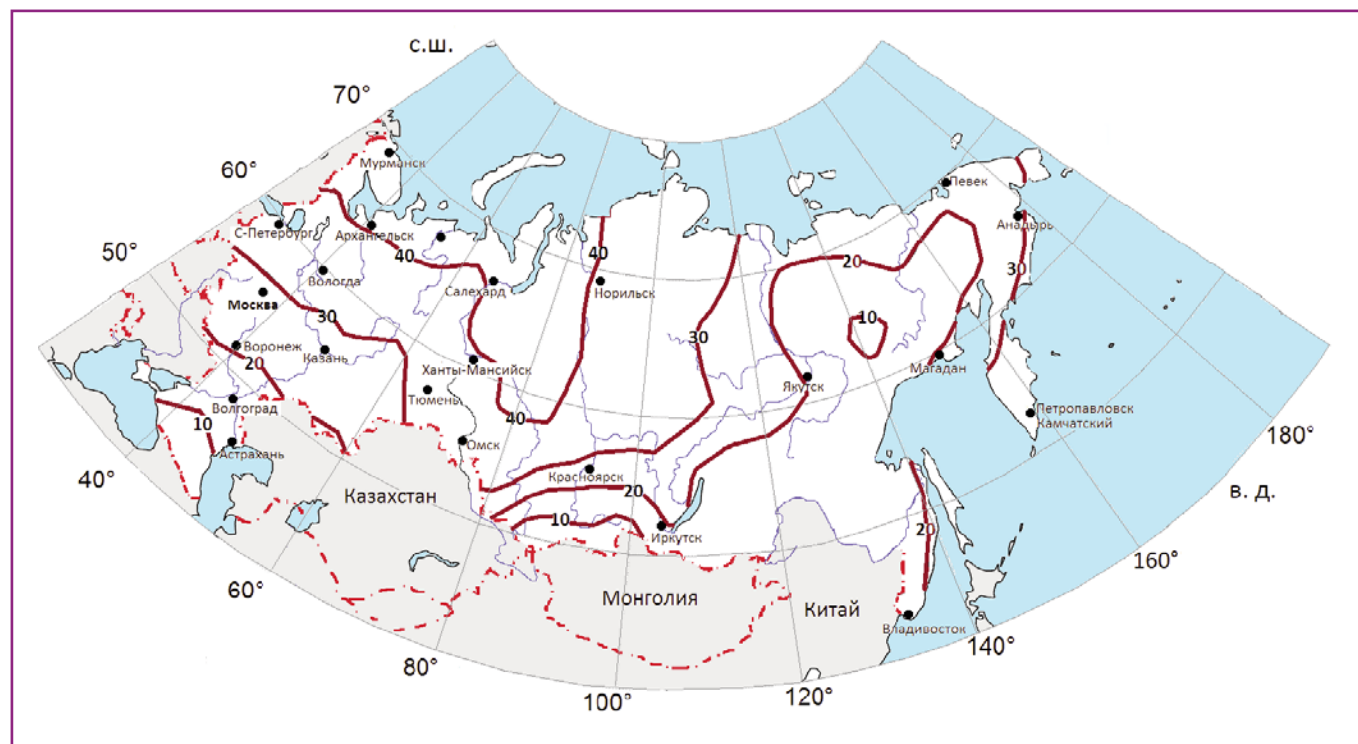 с.ш.
70°
60°
50°
40°
60°
80°
100°
120°
140°
160°
180°
в. д.
Мурманск
Певек
С-Петербург
Архангельск
Анадырь
40
40
20
30
Вологда
Салехард
Норильск
Москва
30
10
30
Воронеж
Казань
20
Ханты-Мансийск
Якутск
Магадан
Тюмень
Волгоград
10
40
Петропавловск
Камчатский
Астрахань
Омск
Красноярск
Казахстан
20
10
Иркутск
20
Монголия
Китай
Владивосток